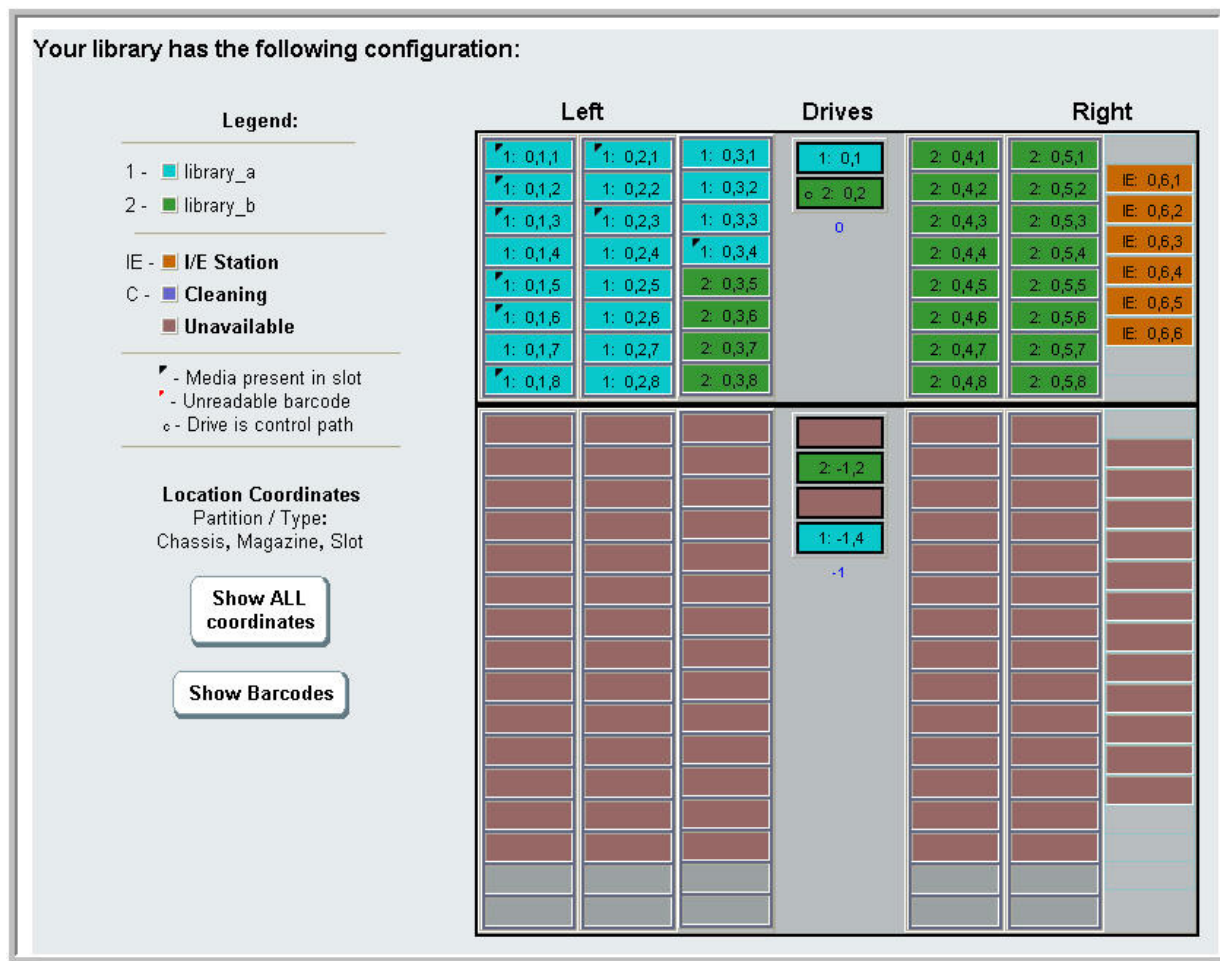 Your library has the following configuration:
Legend:
1 - library_a
2 - library_b
IE - I/E Station
C - Cleaning
Unavailable
- Media present in slot
- Unreadable barcode
c - Drive is control path
Location Coordinates
Partition / Type:
Chassis, Magazine, Slot
Show ALL
coordinates
Show Barcodes
Left Drives Right
1: 0,1,1 1: 0,2,1 1: 0,3,1 1: 0,1 2: 0,4,1 2: 0,5,1
IE: 0,6,1
1: 0,1,2 1: 0,2,2 1: 0,3,2 c 2: 0,2 2: 0,4,2 2: 0,5,2
IE: 0,6,2
1: 0,1,3 1: 0,2,3 1: 0,3,3 0 2: 0,4,3 2: 0,5,3
IE: 0,6,3
1: 0,1,4 1: 0,2,4 1: 0,3,4 2: 0,4,4 2: 0,5,4
IE: 0,6,4
1: 0,1,5 1: 0,2,5 2: 0,3,5 2: 0,4,5 2: 0,5,5
IE: 0,6,5
1: 0,1,6 1: 0,2,6 2: 0,3,6 2: 0,4,6 2: 0,5,6
IE: 0,6,6
1: 0,1,7 1: 0,2,7 2: 0,3,7 2: 0,4,7 2: 0,5,7
1: 0,1,8 1: 0,2,8 2: 0,3,8 2: 0,4,8 2: 0,5,8
2: -1,2
1: -1,4
-1